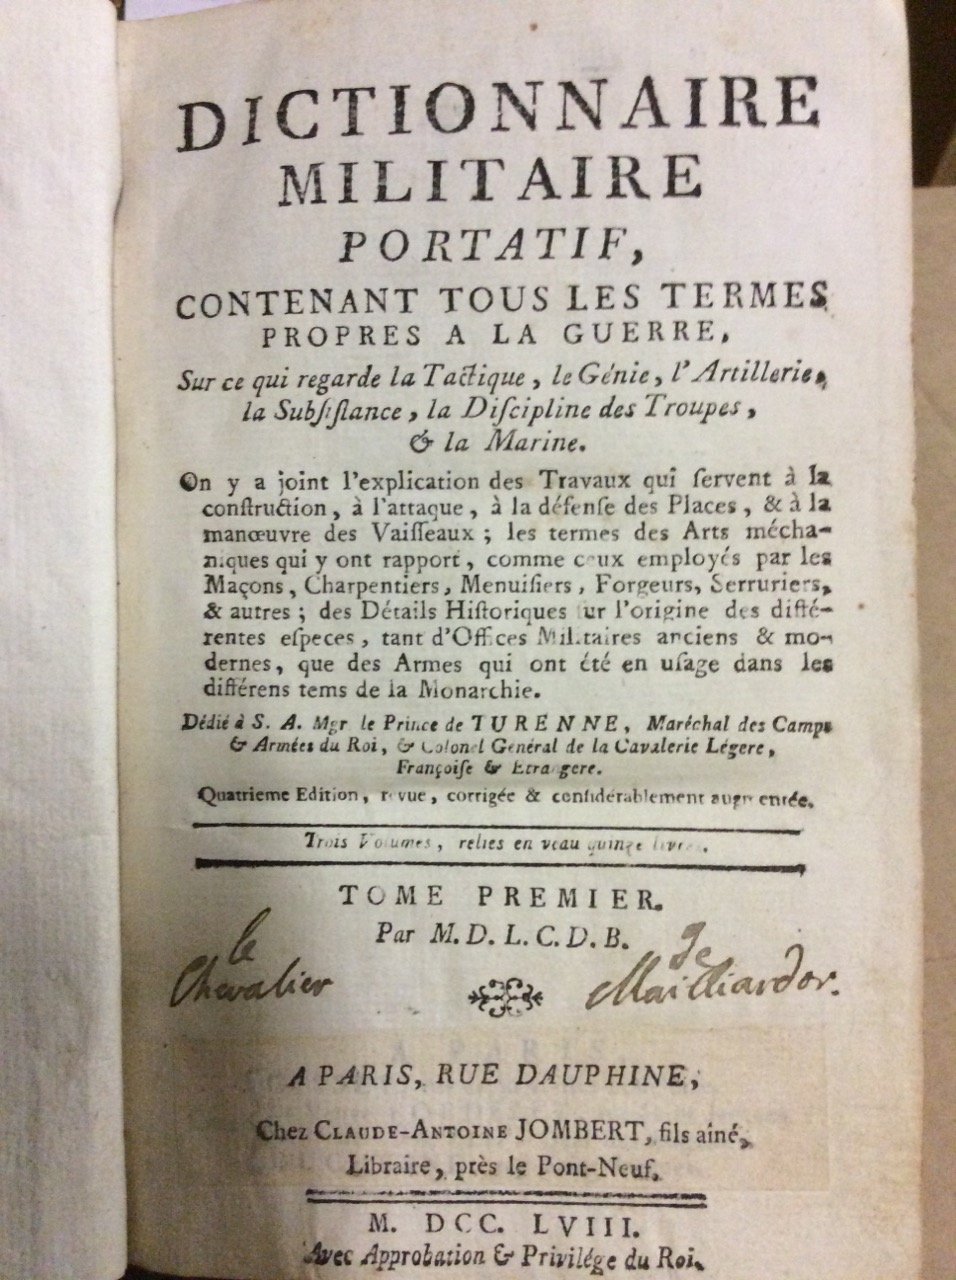 DICTIONNAIRE
MILITAIRE
PORTATIF,
CONTENANT TOUS LES TERMES
PROPRES A LA GUERRE,
Sur ce qui regarde la Tactique, le Génie, l'Artillerie,
la Subſiſtance, la Diſcipline des Troupes,
& la Marine.
On y a joint l'explication des Travaux qui ſervent à la
conſtruction, à l'attaque, à la défenſe des Places, & à la
manœuvre des Vaiſſeaux; les termes des Arts mécha-
niques qui y ont rapport, comme ceux employés par les
Maçons, Charpentiers, Menuiſiers, Forgeurs, Serruriers,
& autres; des Détails Hiſtoriques ſur l'origine des diffé-
rentes eſpeces, tant d'Offices Militaires anciens & mo-
dernes, que des Armes qui ont été en uſage dans les
différens tems de la Monarchie.
Dédié à S. A. Mgr le Prince de TURENNE, Maréchal des Camps
& Armées du Roi, & Colonel Général de la Cavalerie Légere,
Françoiſe & Etrangere.
Quatrieme Edition, revue, corrigée & conſidérablement augmentée.
Trois Volumes, reliés en veau quinze livres.
TOME PREMIER.
Par M. D. L. C. D. B.
le Chevalier de Mailliardor.
A PARIS, RUE DAUPHINE,
Chez CLAUDE-ANTOINE JOMBERT, fils aîné,
Libraire, près le Pont-Neuf.
M. DCC. LVIII.
Avec Approbation & Privilége du Roi.